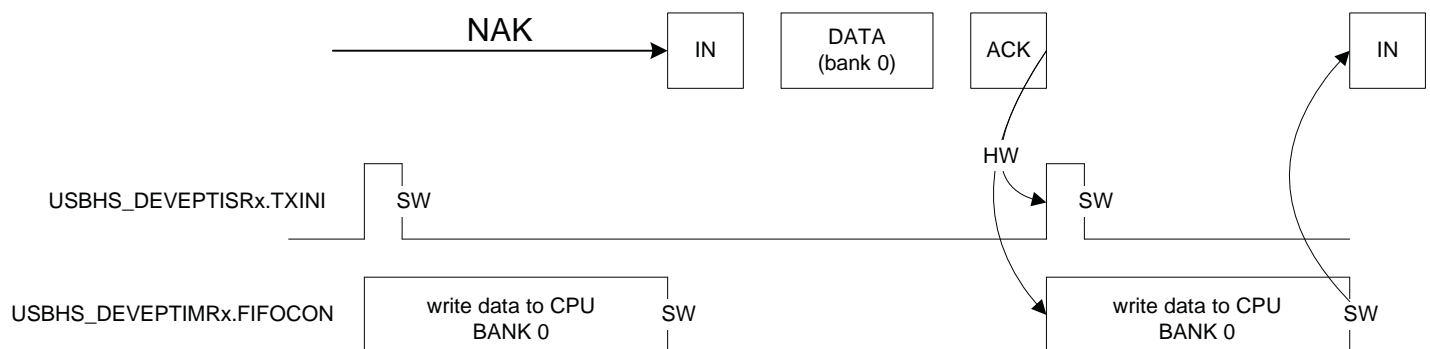 NAK
IN
DATA
(bank 0)
ACK
IN
HW
USBHS_DEVEPTISRx.TXINI
SW
SW
USBHS_DEVEPTIMRx.FIFOCON
write data to CPU
BANK 0
SW
write data to CPU
BANK 0
SW